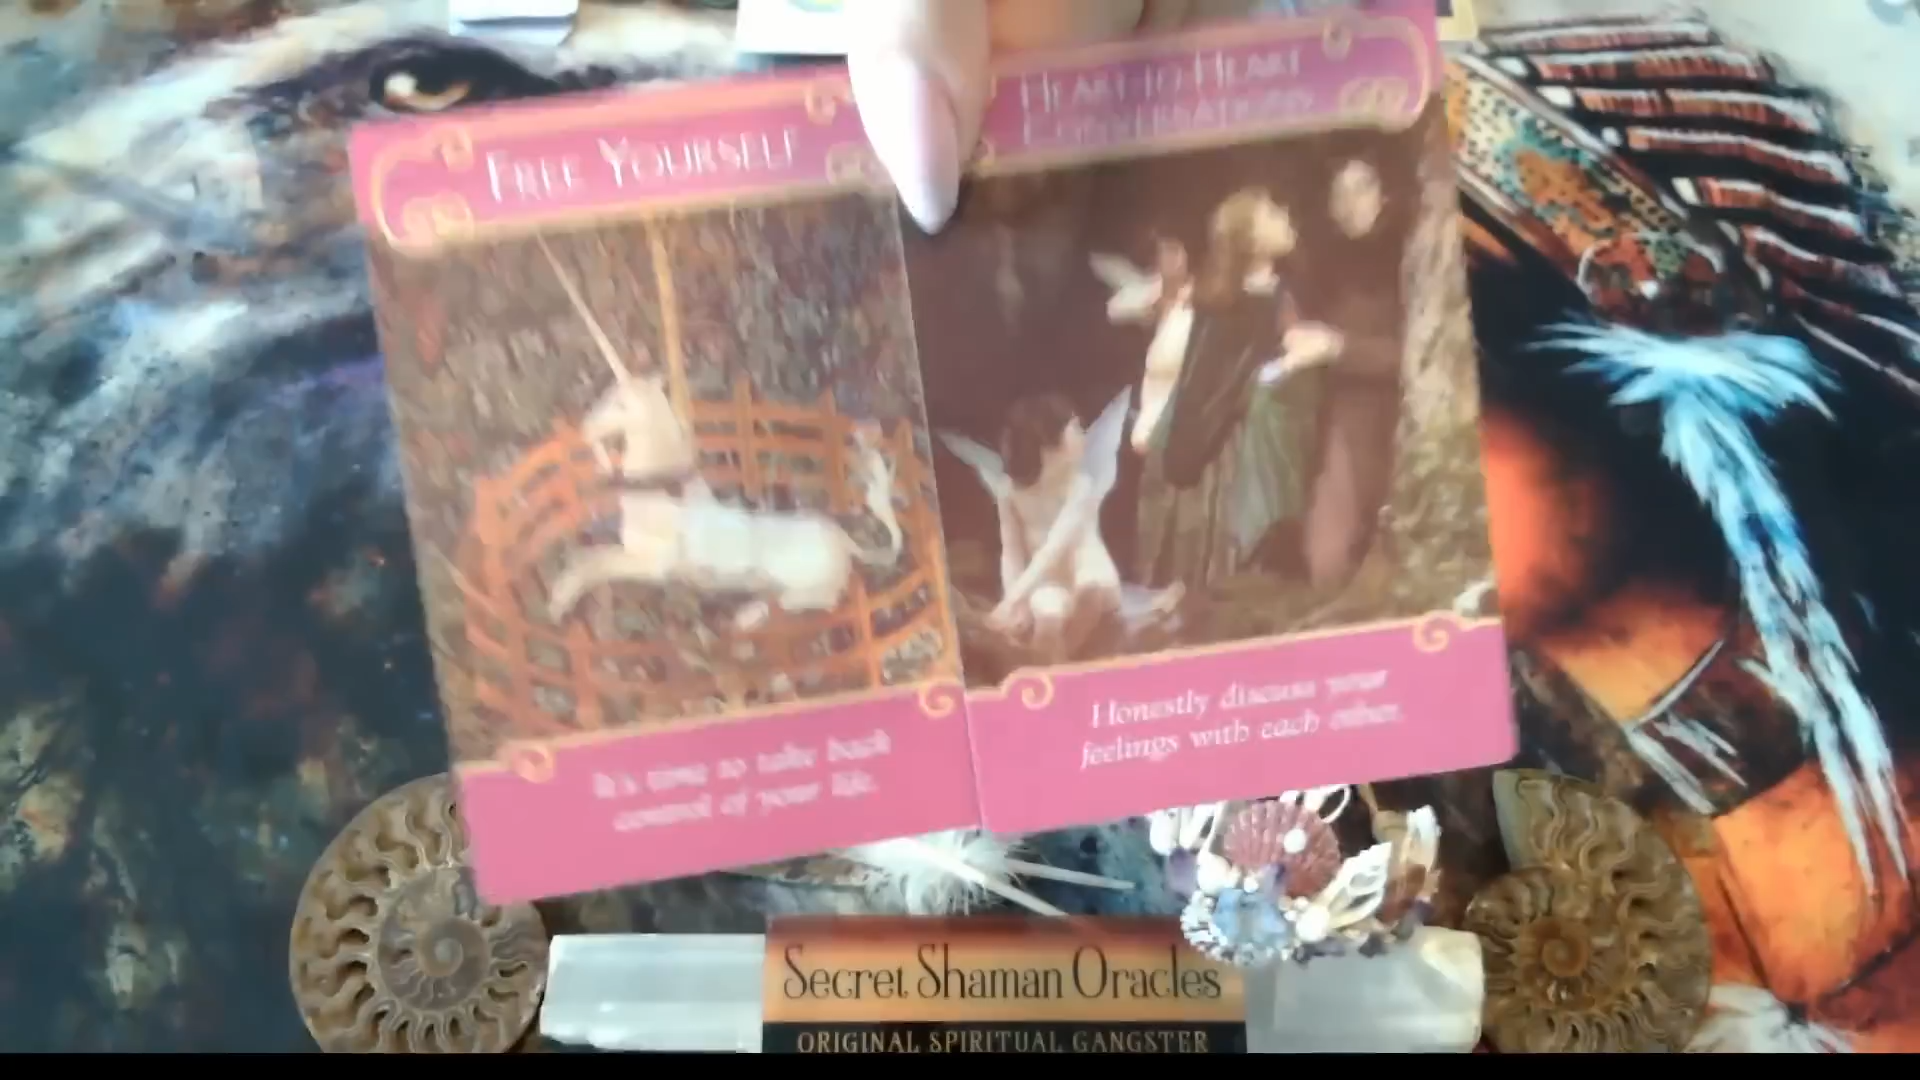 FREE YOURSELF
It's time to take back
control of your life.
HEART-TO-HEART
CONVERSATIONS
Honestly discuss your
feelings with each other.
Secret Shaman Oracles
ORIGINAL SPIRITUAL GANGSTER